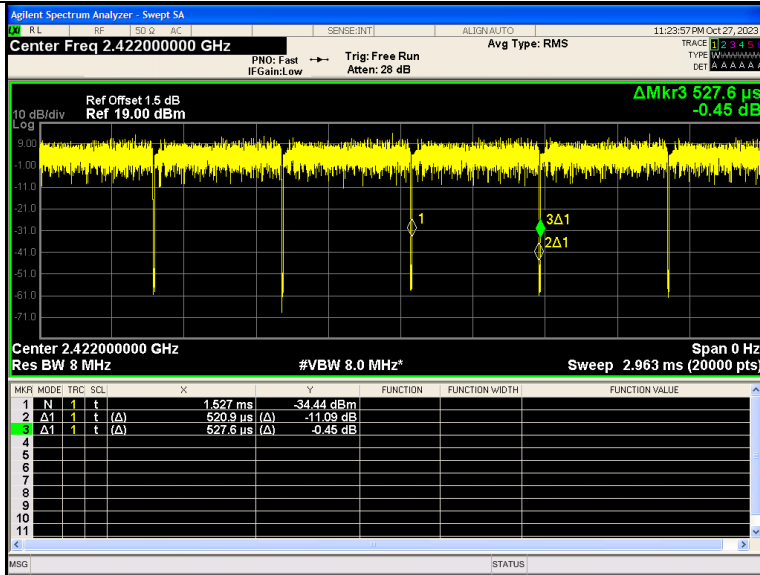 Agilent Spectrum Analyzer - Swept SA
RL RF 50 Ω AC SENSE:INT ALIGN AUTO 11:23:57 PM Oct 27, 2023
Center Freq 2.422000000 GHz Avg Type: RMS TRACE 1 2 3 4 5
PNO: Fast Trig: Free Run TYPE
IFGain:Low Atten: 28 dB DET A A A A A
ΔMkr3 527.6 µs
-0.45 dB
Ref Offset 1.5 dB
10 dB/div Ref 19.00 dBm
Log
9.00
-1.00
-11.0
-21.0
-31.0
-41.0
-51.0
-61.0
-71.0
1
3Δ1
2Δ1
Center 2.422000000 GHz Span 0 Hz
Res BW 8 MHz #VBW 8.0 MHz* Sweep 2.963 ms (20000 pts)
MKR MODE TRC SCL X Y FUNCTION FUNCTION WIDTH FUNCTION VALUE
1 N 1 t 1.527 ms -34.44 dBm
2 Δ1 1 t (Δ) 520.9 µs (Δ) -11.09 dB
3 Δ1 1 t (Δ) 527.6 µs (Δ) -0.45 dB
4
5
6
7
8
9
10
11
MSG STATUS